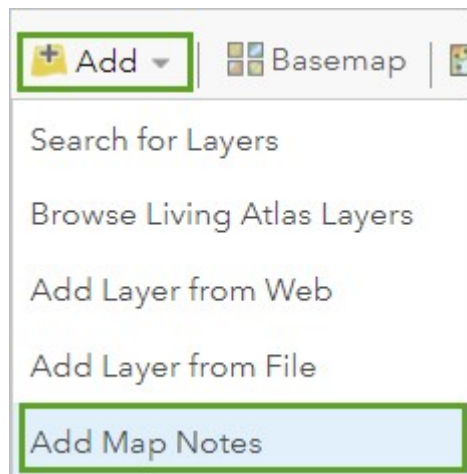 Add Basemap
Search for Layers
Browse Living Atlas Layers
Add Layer from Web
Add Layer from File
Add Map Notes